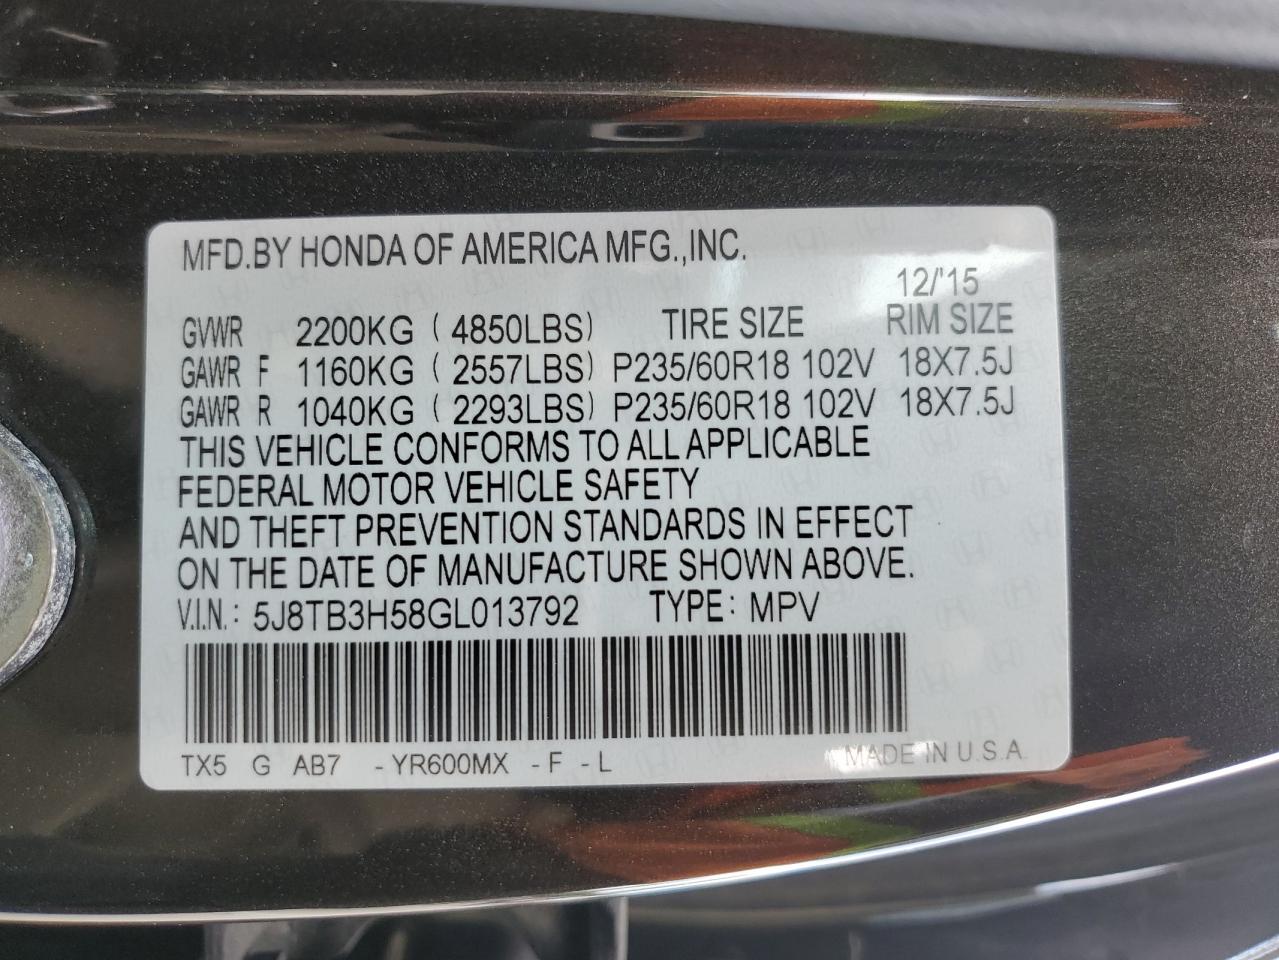 MFD.BY HONDA OF AMERICA MFG.,INC.
12/'15
GVWR 2200KG ( 4850LBS) TIRE SIZE RIM SIZE
GAWR F 1160KG ( 2557LBS) P235/60R18 102V 18X7.5J
GAWR R 1040KG ( 2293LBS) P235/60R18 102V 18X7.5J
THIS VEHICLE CONFORMS TO ALL APPLICABLE
FEDERAL MOTOR VEHICLE SAFETY
AND THEFT PREVENTION STANDARDS IN EFFECT
ON THE DATE OF MANUFACTURE SHOWN ABOVE.
V.I.N.: 5J8TB3H58GL013792 TYPE: MPV
TX5 G AB7 -YR600MX -F -L MADE IN U.S.A.